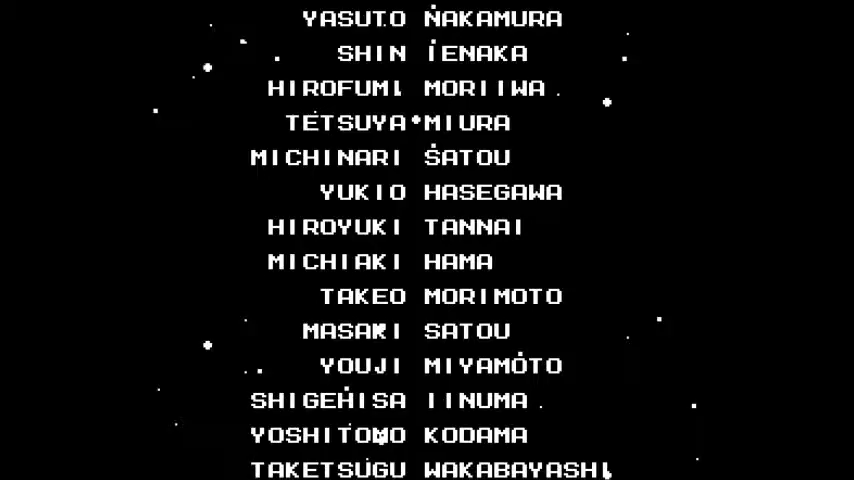 YASUTO NAKAMURA
SHIN IENAKA
HIROFUMI MORIIWA
TETSUYA MIURA
MICHINARI SATOU
YUKIO HASEGAWA
HIROYUKI TANNAI
MICHIAKI HAMA
TAKEO MORIMOTO
MASAKI SATOU
YOUJI MIYAMOTO
SHIGEHISA IINUMA
YOSHITOMO KODAMA
TAKETSUGU WAKABAYASHI